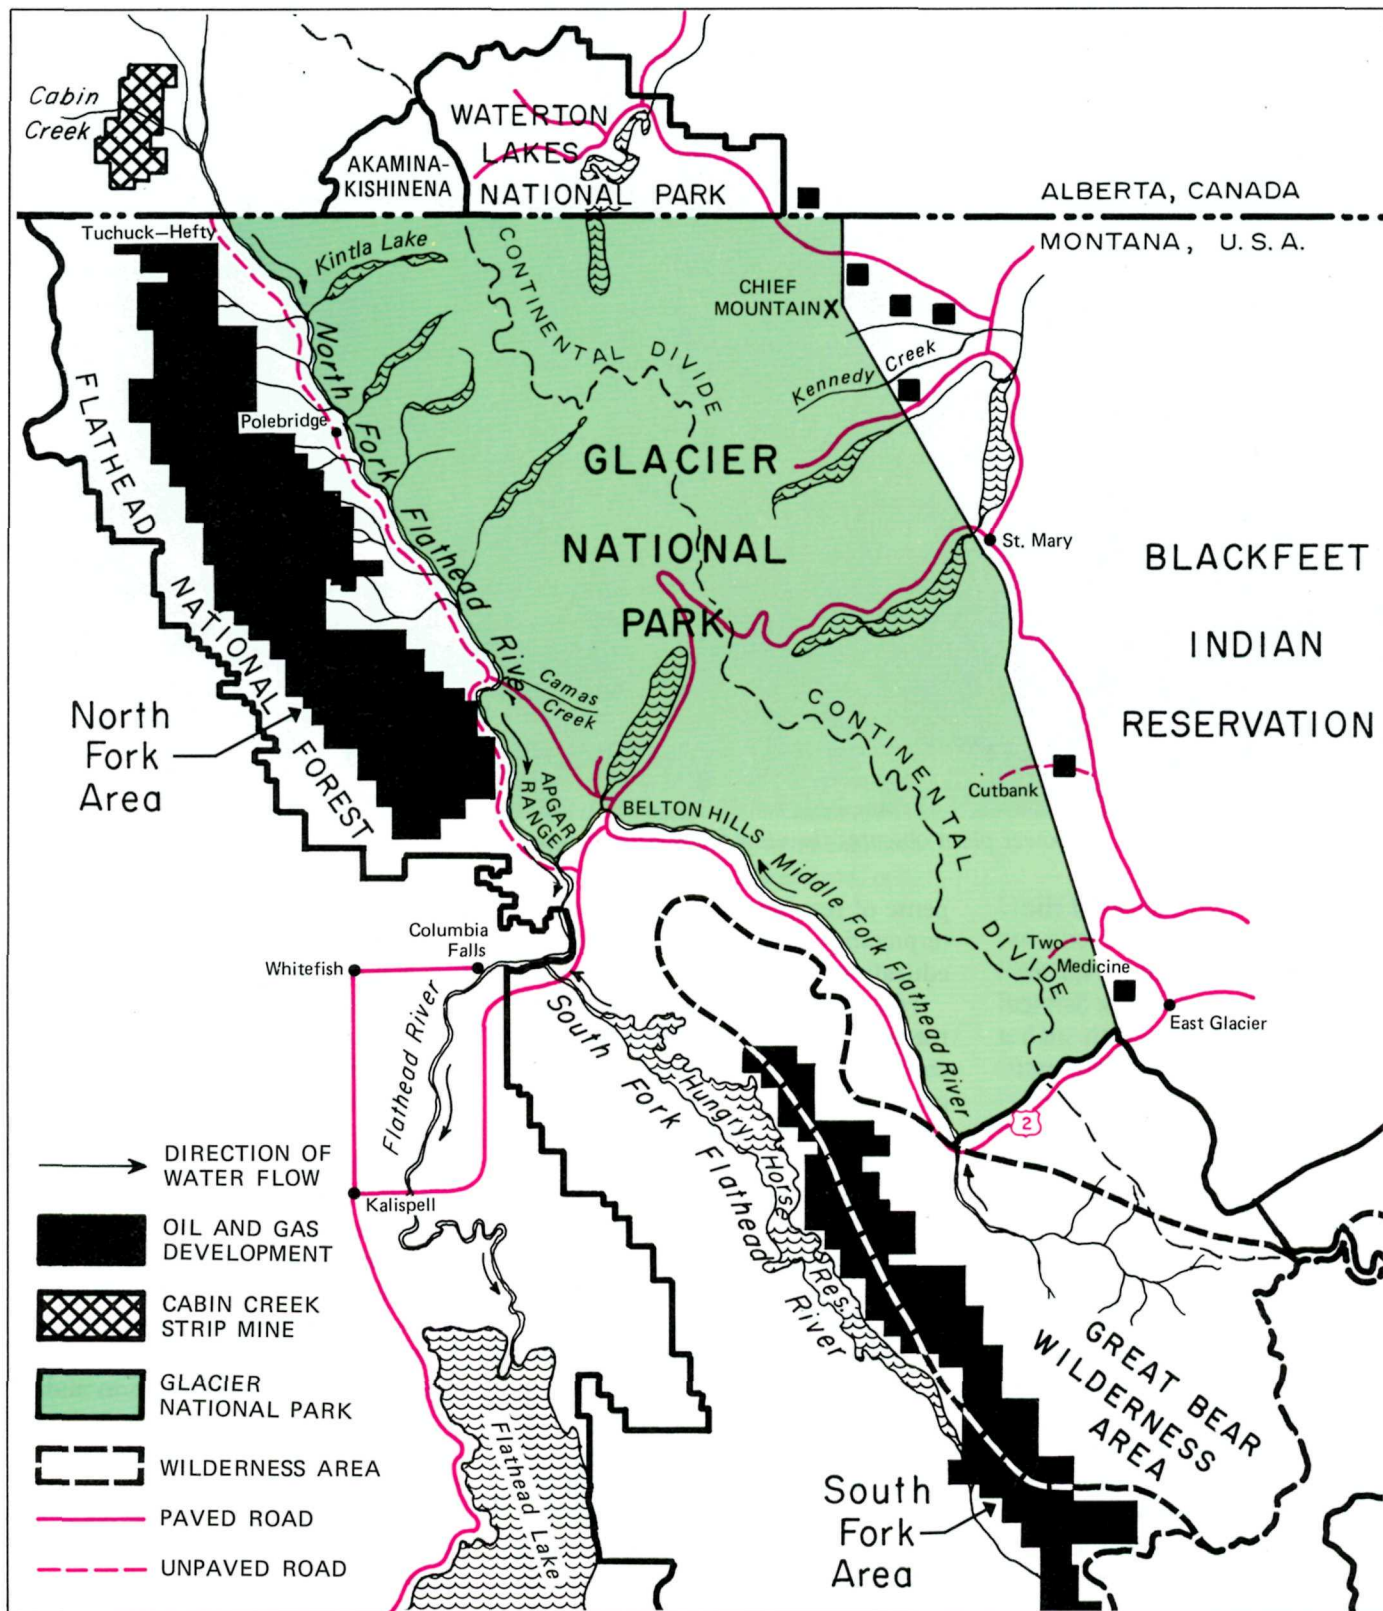 Cabin
Creek
WATERTON
LAKES
NATIONAL PARK
AKAMINA-
KISHINENA
ALBERTA, CANADA
MONTANA, U.S.A.
Tuchuck-Hefty
Kintla Lake
CONTINENTAL DIVIDE
CHIEF
MOUNTAIN X
Kennedy Creek
North Fork Flathead River
Polebridge
FLATHEAD
NATIONAL
FOREST
GLACIER
NATIONAL
PARK
St. Mary
BLACKFEET
INDIAN
RESERVATION
North
Fork
Area
Camas
Creek
APGAR
RANGE
BELTON HILLS
CONTINENTAL
DIVIDE
Cutbank
Middle Fork Flathead River
Two
Medicine
East Glacier
Columbia
Falls
Whitefish
Flathead River
South Fork Flathead River
Hungry Horse Res.
2
Kalispell
Flathead Lake
GREAT BEAR
WILDERNESS
AREA
South
Fork
Area
DIRECTION OF
WATER FLOW
OIL AND GAS
DEVELOPMENT
CABIN CREEK
STRIP MINE
GLACIER
NATIONAL PARK
WILDERNESS AREA
PAVED ROAD
UNPAVED ROAD